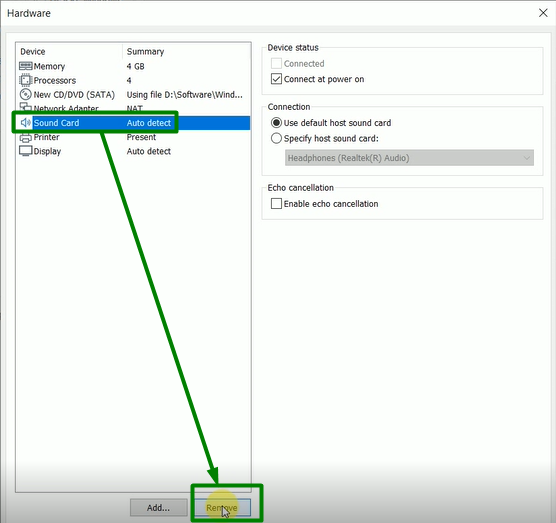 Hardware
Device Summary
Memory 4 GB
Processors 4
New CD/DVD (SATA) Using file D:\Software\Wind...
Network Adapter NAT
Sound Card Auto detect
Printer Present
Display Auto detect
Device status
Connected
Connect at power on
Connection
Use default host sound card
Specify host sound card:
Headphones (Realtek(R) Audio)
Echo cancellation
Enable echo cancellation
Add... Remove